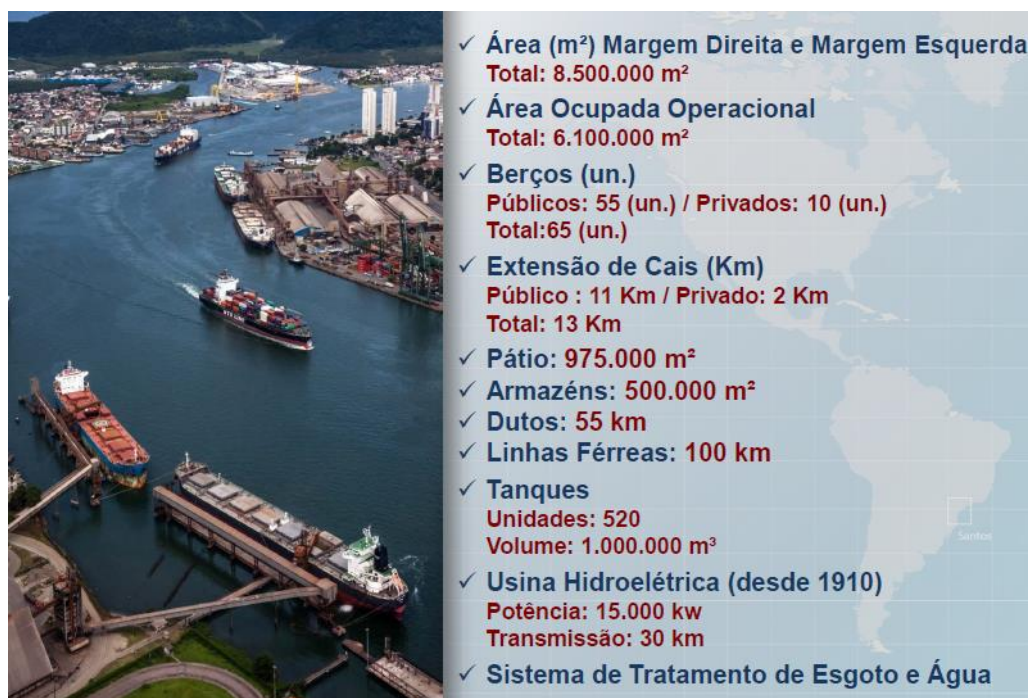 ✓ Área (m²) Margem Direita e Margem Esquerda
Total: 8.500.000 m²
✓ Área Ocupada Operacional
Total: 6.100.000 m²
✓ Berços (un.)
Públicos: 55 (un.) / Privados: 10 (un.)
Total:65 (un.)
✓ Extensão de Cais (Km)
Público : 11 Km / Privado: 2 Km
Total: 13 Km
✓ Pátio: 975.000 m²
✓ Armazéns: 500.000 m²
✓ Dutos: 55 km
✓ Linhas Férreas: 100 km
✓ Tanques
Unidades: 520
Volume: 1.000.000 m³
Santos
✓ Usina Hidroelétrica (desde 1910)
Potência: 15.000 kw
Transmissão: 30 km
✓ Sistema de Tratamento de Esgoto e Água